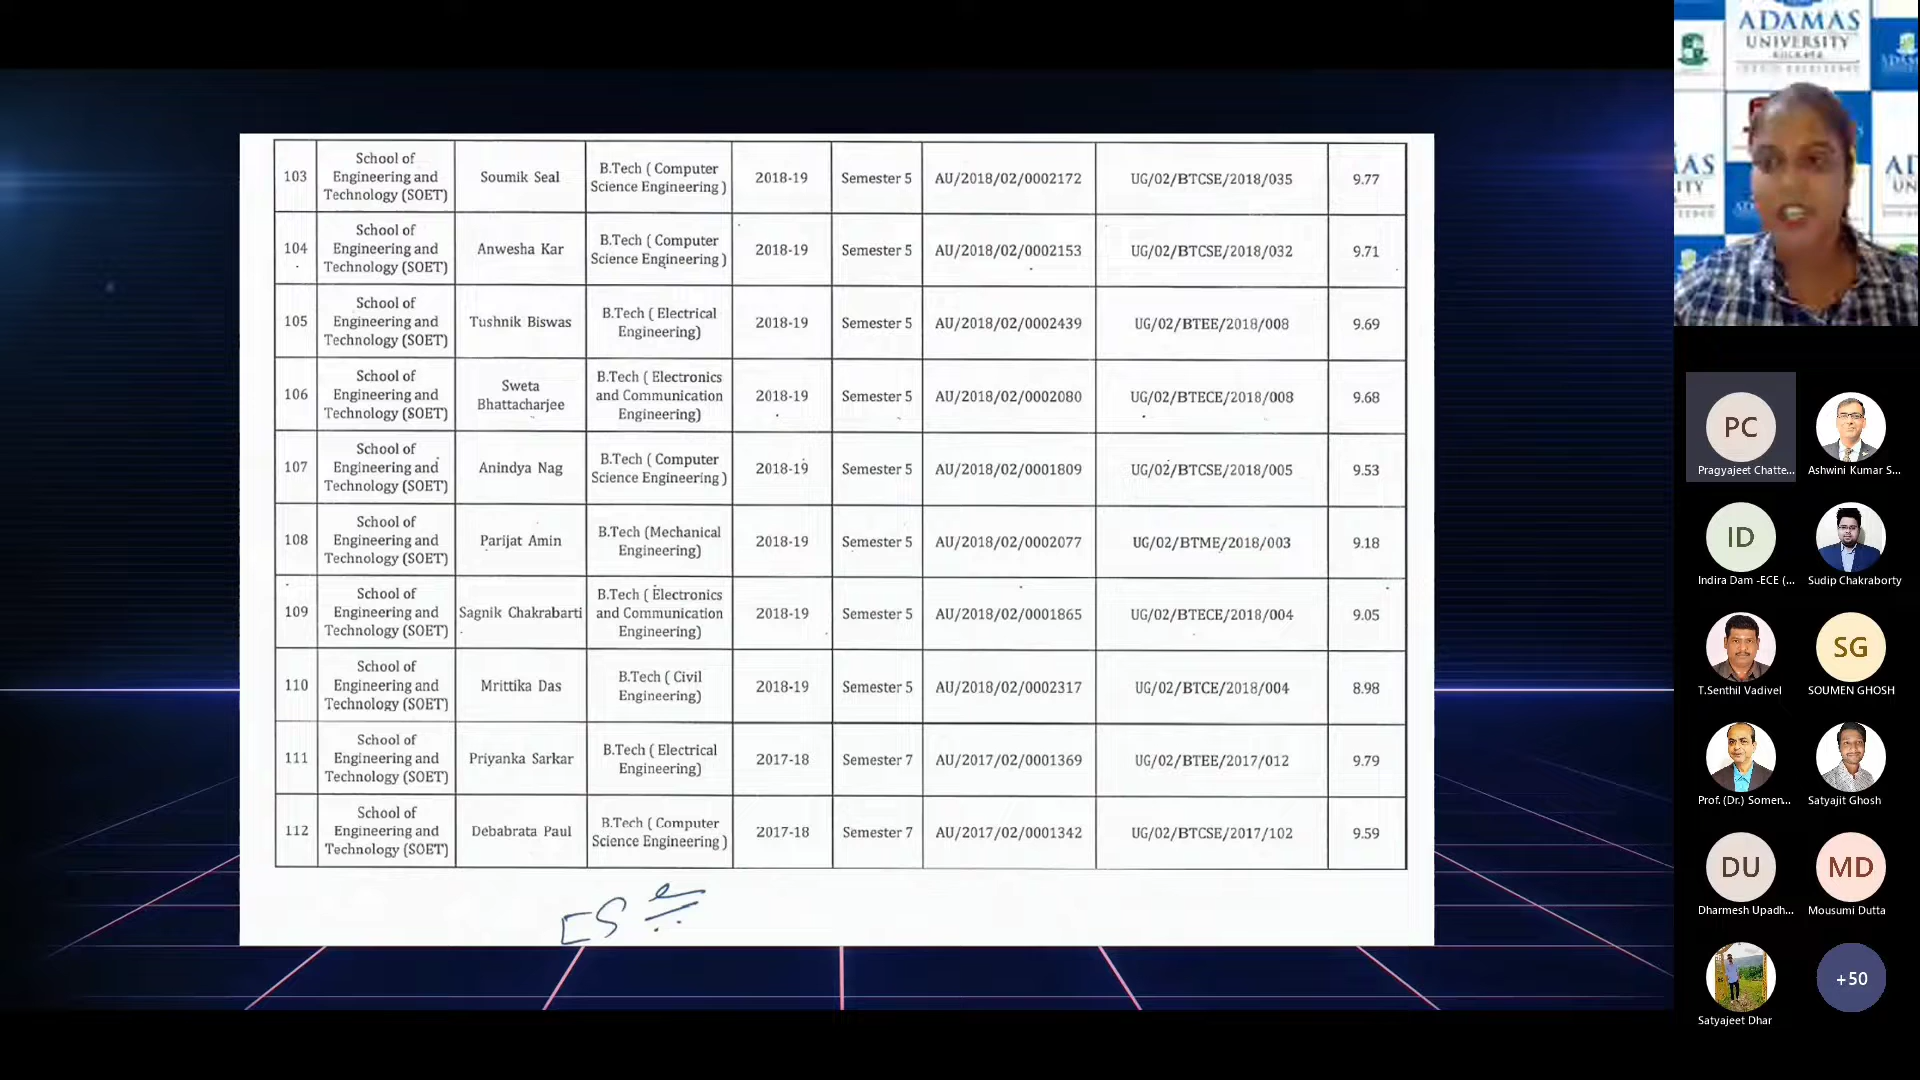 103 School of Engineering and Technology (SOET) Soumik Seal B.Tech ( Computer Science Engineering ) 2018-19 Semester 5 AU/2018/02/0002172 UG/02/BTCSE/2018/035 9.77
104 School of Engineering and Technology (SOET) Anwesha Kar B.Tech ( Computer Science Engineering ) 2018-19 Semester 5 AU/2018/02/0002153 UG/02/BTCSE/2018/032 9.71
105 School of Engineering and Technology (SOET) Tushnik Biswas B.Tech ( Electrical Engineering) 2018-19 Semester 5 AU/2018/02/0002439 UG/02/BTEE/2018/008 9.69
106 School of Engineering and Technology (SOET) Sweta Bhattacharjee B.Tech ( Electronics and Communication Engineering) 2018-19 Semester 5 AU/2018/02/0002080 UG/02/BTECE/2018/008 9.68
107 School of Engineering and Technology (SOET) Anindya Nag B.Tech ( Computer Science Engineering ) 2018-19 Semester 5 AU/2018/02/0001809 UG/02/BTCSE/2018/005 9.53
108 School of Engineering and Technology (SOET) Parijat Amin B.Tech (Mechanical Engineering) 2018-19 Semester 5 AU/2018/02/0002077 UG/02/BTME/2018/003 9.18
109 School of Engineering and Technology (SOET) Sagnik Chakrabarti B.Tech ( Electronics and Communication Engineering) 2018-19 Semester 5 AU/2018/02/0001865 UG/02/BTECE/2018/004 9.05
110 School of Engineering and Technology (SOET) Mrittika Das B.Tech ( Civil Engineering) 2018-19 Semester 5 AU/2018/02/0002317 UG/02/BTCE/2018/004 8.98
111 School of Engineering and Technology (SOET) Priyanka Sarkar B.Tech ( Electrical Engineering) 2017-18 Semester 7 AU/2017/02/0001369 UG/02/BTEE/2017/012 9.79
112 School of Engineering and Technology (SOET) Debabrata Paul B.Tech ( Computer Science Engineering ) 2017-18 Semester 7 AU/2017/02/0001342 UG/02/BTCSE/2017/102 9.59
ADAMAS
UNIVERSITY
PC
Pragyajeet Chatte...
Ashwini Kumar S...
ID
Indira Dam -ECE (...
Sudip Chakraborty
T.Senthil Vadivel
SG
SOUMEN GHOSH
Prof. (Dr.) Somen...
Satyajit Ghosh
DU
Dharmesh Upadh...
MD
Mousumi Dutta
Satyajeet Dhar
+50